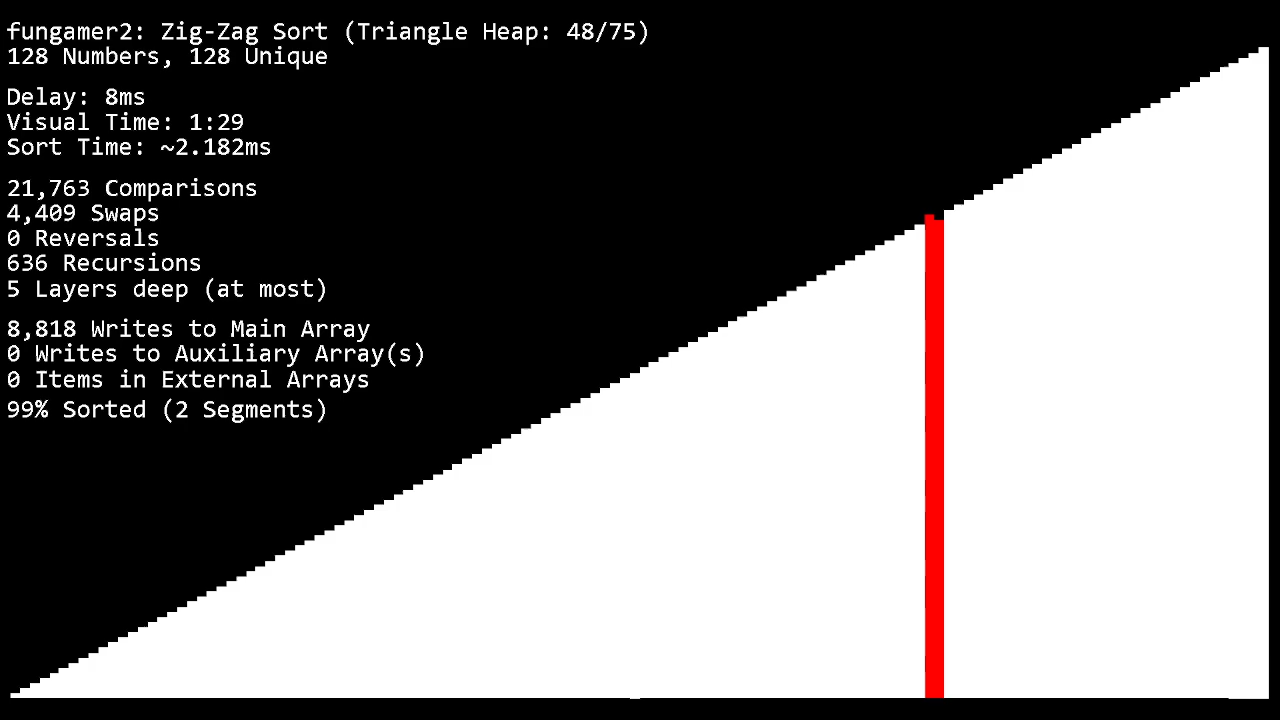 fungamer2: Zig-Zag Sort (Triangle Heap: 48/75)
128 Numbers, 128 Unique
Delay: 8ms
Visual Time: 1:29
Sort Time: ~2.182ms
21,763 Comparisons
4,409 Swaps
0 Reversals
636 Recursions
5 Layers deep (at most)
8,818 Writes to Main Array
0 Writes to Auxiliary Array(s)
0 Items in External Arrays
99% Sorted (2 Segments)